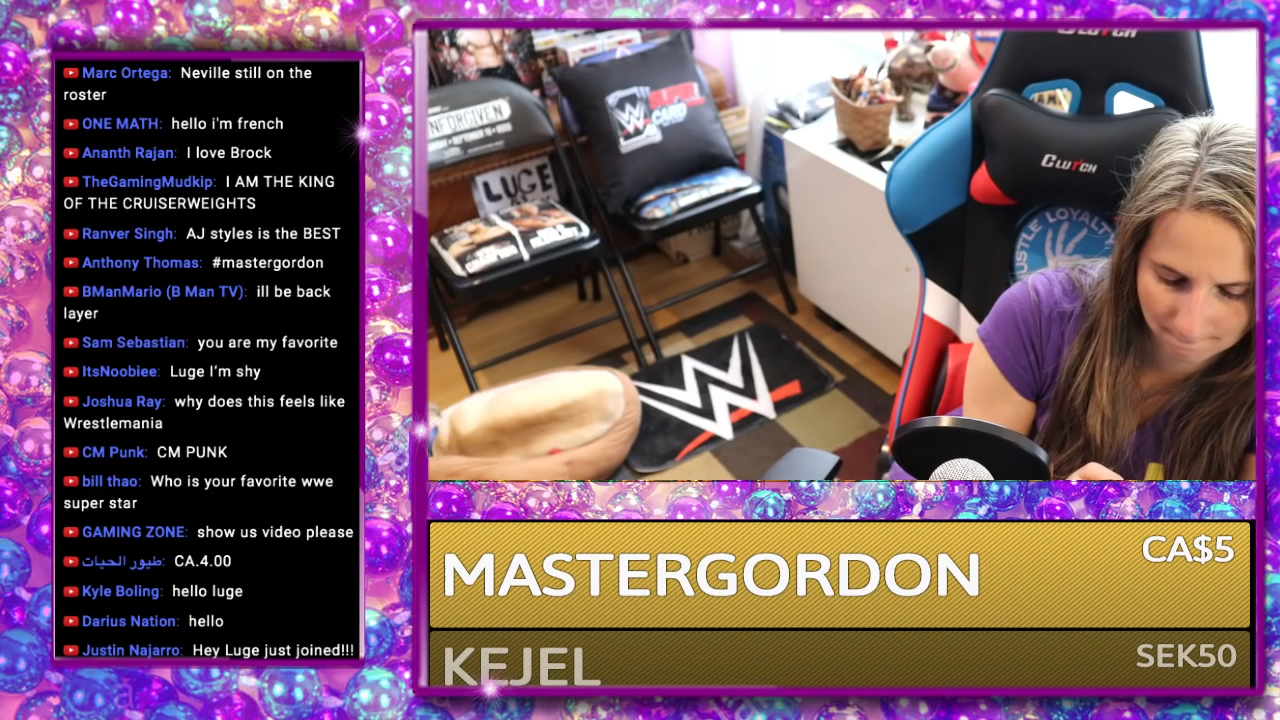 Marc Ortega: Neville still on the
roster
ONE MATH: hello i'm french
Ananth Rajan: I love Brock
TheGamingMudkip: I AM THE KING
OF THE CRUISERWEIGHTS
Ranver Singh: AJ styles is the BEST
Anthony Thomas: #mastergordon
BManMario (B Man TV): ill be back
layer
Sam Sebastian: you are my favorite
ItsNoobiee: Luge I'm shy
Joshua Ray: why does this feels like
Wrestlemania
CM Punk: CM PUNK
bill thao: Who is your favorite wwe
super star
GAMING ZONE: show us video please
طيور الحيات: CA.4.00
Kyle Boling: hello luge
Darius Nation: hello
Justin Najarro: Hey Luge just joined!!!
CLUTCH
NFORGIVEN
CARD
LUGE
CLUTCH
USTLE LOYALTY
MASTERGORDON
CA$5
KEJEL
SEK50